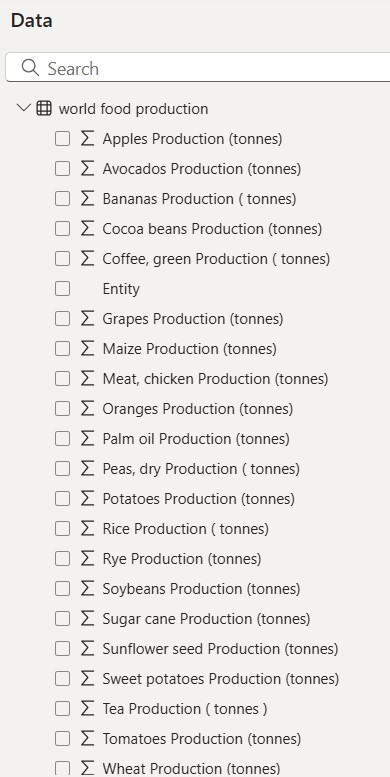 Data
Search
world food production
Apples Production (tonnes)
Avocados Production (tonnes)
Bananas Production ( tonnes)
Cocoa beans Production (tonnes)
Coffee, green Production ( tonnes)
Entity
Grapes Production (tonnes)
Maize Production (tonnes)
Meat, chicken Production (tonnes)
Oranges Production (tonnes)
Palm oil Production (tonnes)
Peas, dry Production ( tonnes)
Potatoes Production (tonnes)
Rice Production ( tonnes)
Rye Production (tonnes)
Soybeans Production (tonnes)
Sugar cane Production (tonnes)
Sunflower seed Production (tonnes)
Sweet potatoes Production (tonnes)
Tea Production ( tonnes )
Tomatoes Production (tonnes)
Wheat Production (tonnes)